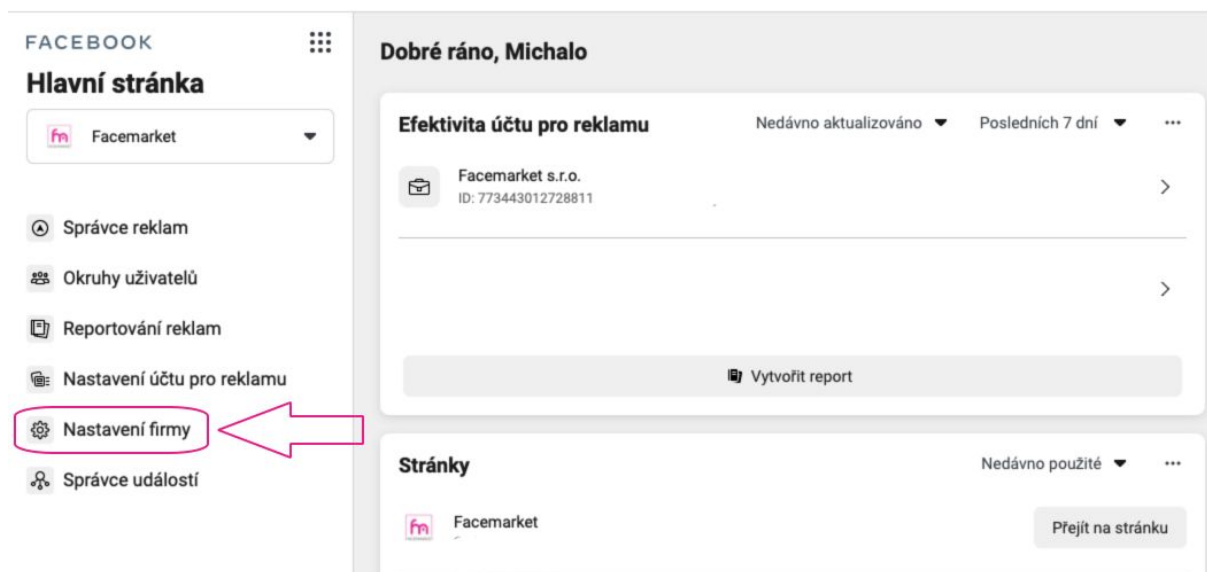 FACEBOOK
Hlavní stránka
fm Facemarket
Správce reklam
Okruhy uživatelů
Reportování reklam
Nastavení účtu pro reklamu
Nastavení firmy
Správce událostí
Dobré ráno, Michalo
Efektivita účtu pro reklamu Nedávno aktualizováno Posledních 7 dní
Facemarket s.r.o.
ID: 773443012728811
Vytvořit report
Stránky Nedávno použité
fm Facemarket
Přejít na stránku